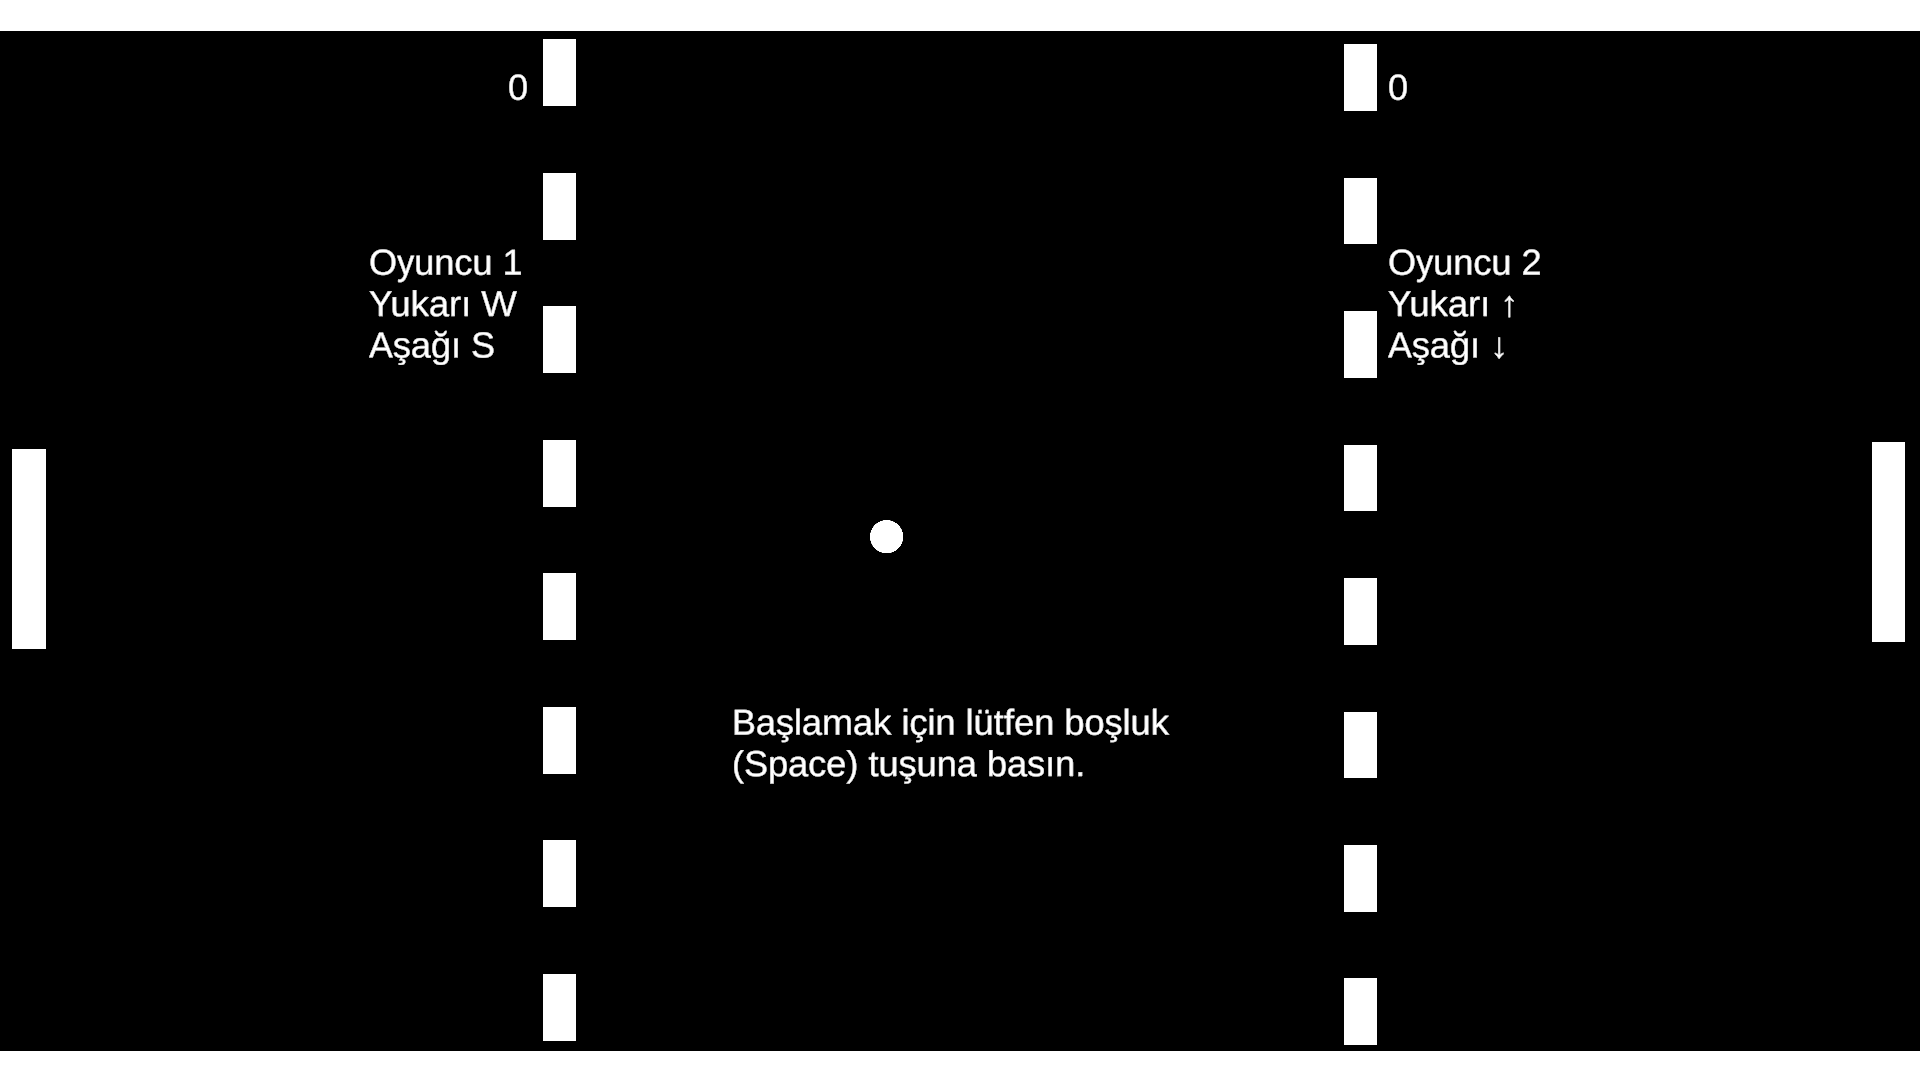 0
0
Oyuncu 1
Yukarı W
Aşağı S
Oyuncu 2
Yukarı ↑
Aşağı ↓
Başlamak için lütfen boşluk
(Space) tuşuna basın.